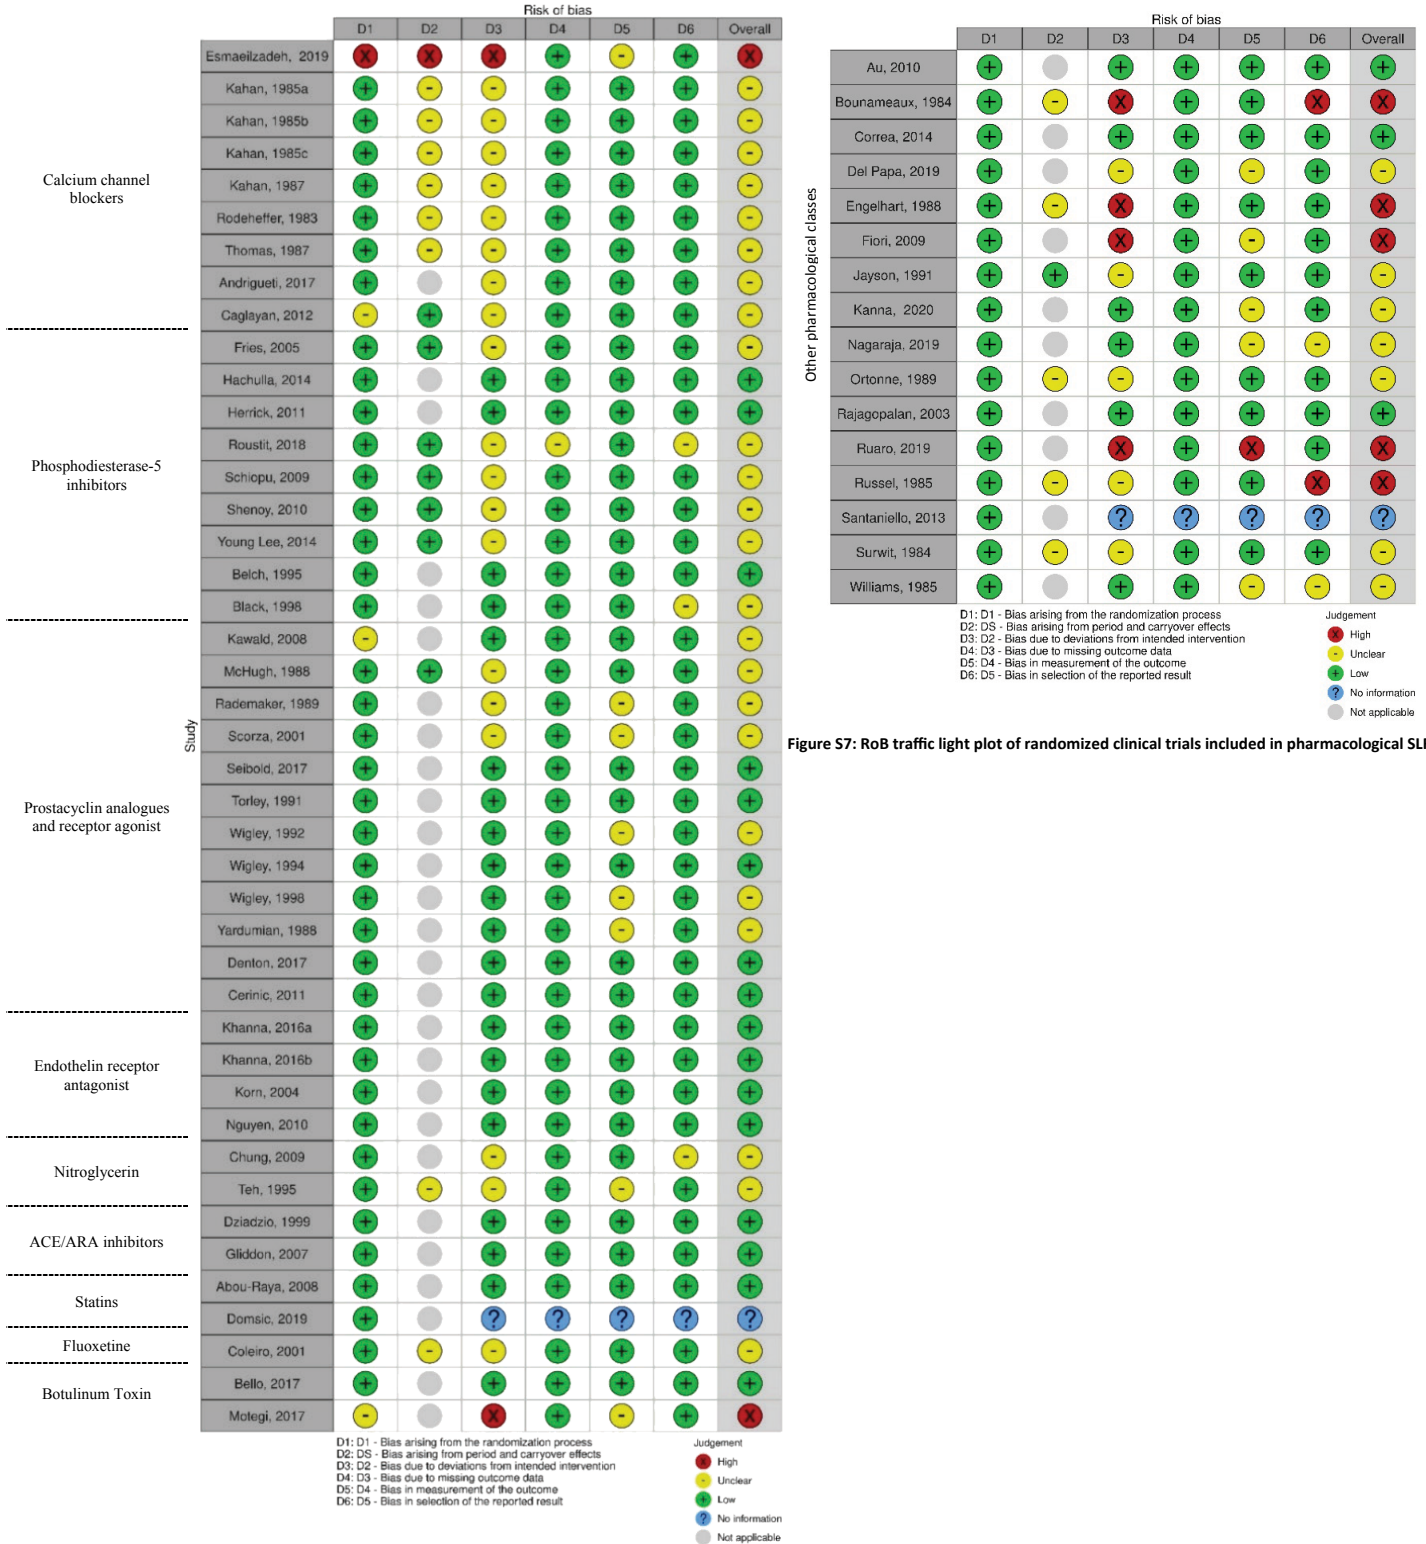 Risk of bias
D1 D2 D3 D4 D5 D6 Overall
Study
Calcium channel
blockers
Esmaeilzadeh, 2019 X X X + - + X
Kahan, 1985a + - - + + + -
Kahan, 1985b + - - + + + -
Kahan, 1985c + - - + + + -
Kahan, 1987 + - - + + + -
Rodeheffer, 1983 + - - + + + -
Thomas, 1987 + - - + + + -
Andrigueti, 2017 + - + + + -
Caglayan, 2012 - + - + + + -
Phosphodiesterase-5
inhibitors
Fries, 2005 + + - + + + -
Hachulla, 2014 + + + + + +
Herrick, 2011 + + + + + +
Roustit, 2018 + + - - + - -
Schiopu, 2009 + + - + + + -
Shenoy, 2010 + + - + + + -
Young Lee, 2014 + + - + + + -
Belch, 1995 + + + + + +
Black, 1998 + + + + - -
Prostacyclin analogues
and receptor agonist
Kawald, 2008 - + + + + -
McHugh, 1988 + + - + + + -
Rademaker, 1989 + - + - + -
Scorza, 2001 + - + - + -
Seibold, 2017 + + + + + +
Torley, 1991 + + + + + +
Wigley, 1992 + + + - + -
Wigley, 1994 + + + + + +
Wigley, 1998 + + + - + -
Yardumian, 1988 + + + - + -
Denton, 2017 + + + + + +
Cerinic, 2011 + + + + + +
Endothelin receptor
antagonist
Khanna, 2016a + + + + + +
Khanna, 2016b + + + + + +
Korn, 2004 + + + + + +
Nguyen, 2010 + + + + + +
Nitroglycerin
Chung, 2009 + - + + - -
Teh, 1995 + - - + - + -
ACE/ARA inhibitors
Dziadzio, 1999 + + + + + +
Gliddon, 2007 + + + + + +
Statins
Abou-Raya, 2008 + + + + + +
Domsic, 2019 + ? ? ? ? ?
Fluoxetine
Coleiro, 2001 + - - + + + -
Botulinum Toxin
Bello, 2017 + + + + + +
Motegi, 2017 - X + - + X
D1: D1 - Bias arising from the randomization process
D2: DS - Bias arising from period and carryover effects
D3: D2 - Bias due to deviations from intended intervention
D4: D3 - Bias due to missing outcome data
D5: D4 - Bias in measurement of the outcome
D6: D5 - Bias in selection of the reported result
Judgement
X High
- Unclear
+ Low
? No information
Not applicable
Risk of bias
D1 D2 D3 D4 D5 D6 Overall
Other pharmacological classes
Au, 2010 + + + + + +
Bounameaux, 1984 + - X + + X X
Correa, 2014 + + + + + +
Del Papa, 2019 + - + - + -
Engelhart, 1988 + - X + + + X
Fiori, 2009 + X + - + X
Jayson, 1991 + + - + + + -
Kanna, 2020 + + + - + -
Nagaraja, 2019 + + + - - -
Ortonne, 1989 + - - + + + -
Rajagopalan, 2003 + + + + + +
Ruaro, 2019 + X + X + X
Russel, 1985 + - - + + X X
Santaniello, 2013 + ? ? ? ? ?
Surwit, 1984 + - - + + + -
Williams, 1985 + + + - - -
D1: D1 - Bias arising from the randomization process
D2: DS - Bias arising from period and carryover effects
D3: D2 - Bias due to deviations from intended intervention
D4: D3 - Bias due to missing outcome data
D5: D4 - Bias in measurement of the outcome
D6: D5 - Bias in selection of the reported result
Judgement
X High
- Unclear
+ Low
? No information
Not applicable
Figure S7: RoB traffic light plot of randomized clinical trials included in pharmacological